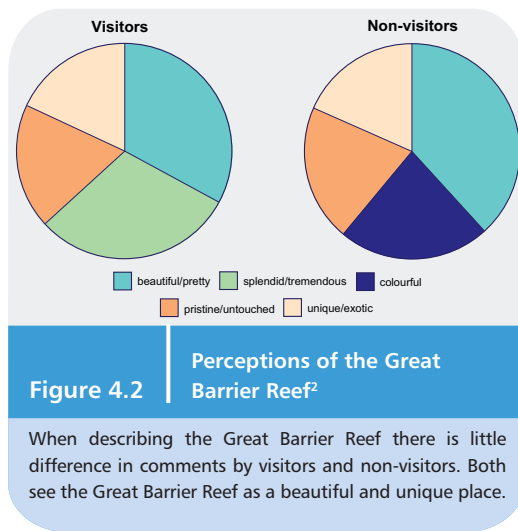 Visitors
Non-visitors
beautiful/pretty
splendid/tremendous
colourful
pristine/untouched
unique/exotic
Figure 4.2
Perceptions of the Great
Barrier Reef2
When describing the Great Barrier Reef there is little
difference in comments by visitors and non-visitors. Both
see the Great Barrier Reef as a beautiful and unique place.